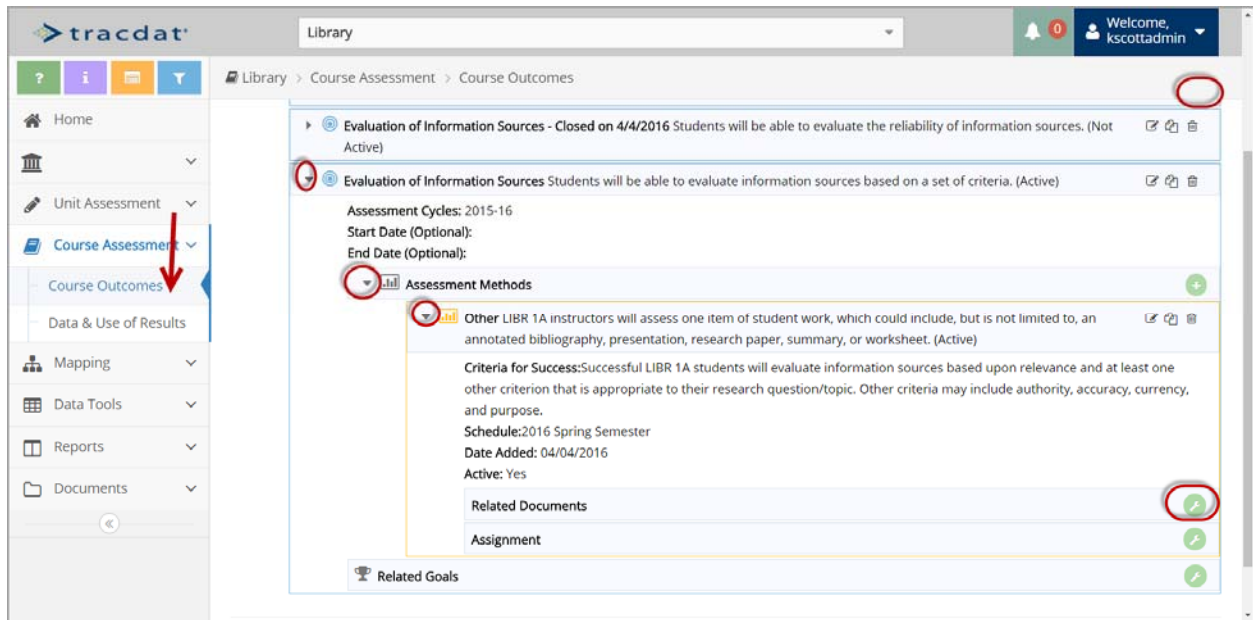 tracdat
Library
0
Welcome,
kscottadmin
?
i
Library > Course Assessment > Course Outcomes
Home
Unit Assessment
Course Assessment
Course Outcomes
Data & Use of Results
Mapping
Data Tools
Reports
Documents
Evaluation of Information Sources - Closed on 4/4/2016 Students will be able to evaluate the reliability of information sources. (Not
Active)
Evaluation of Information Sources Students will be able to evaluate information sources based on a set of criteria. (Active)
Assessment Cycles: 2015-16
Start Date (Optional):
End Date (Optional):
Assessment Methods
Other LIBR 1A instructors will assess one item of student work, which could include, but is not limited to, an
annotated bibliography, presentation, research paper, summary, or worksheet. (Active)
Criteria for Success:Successful LIBR 1A students will evaluate information sources based upon relevance and at least one
other criterion that is appropriate to their research question/topic. Other criteria may include authority, accuracy, currency,
and purpose.
Schedule:2016 Spring Semester
Date Added: 04/04/2016
Active: Yes
Related Documents
Assignment
Related Goals